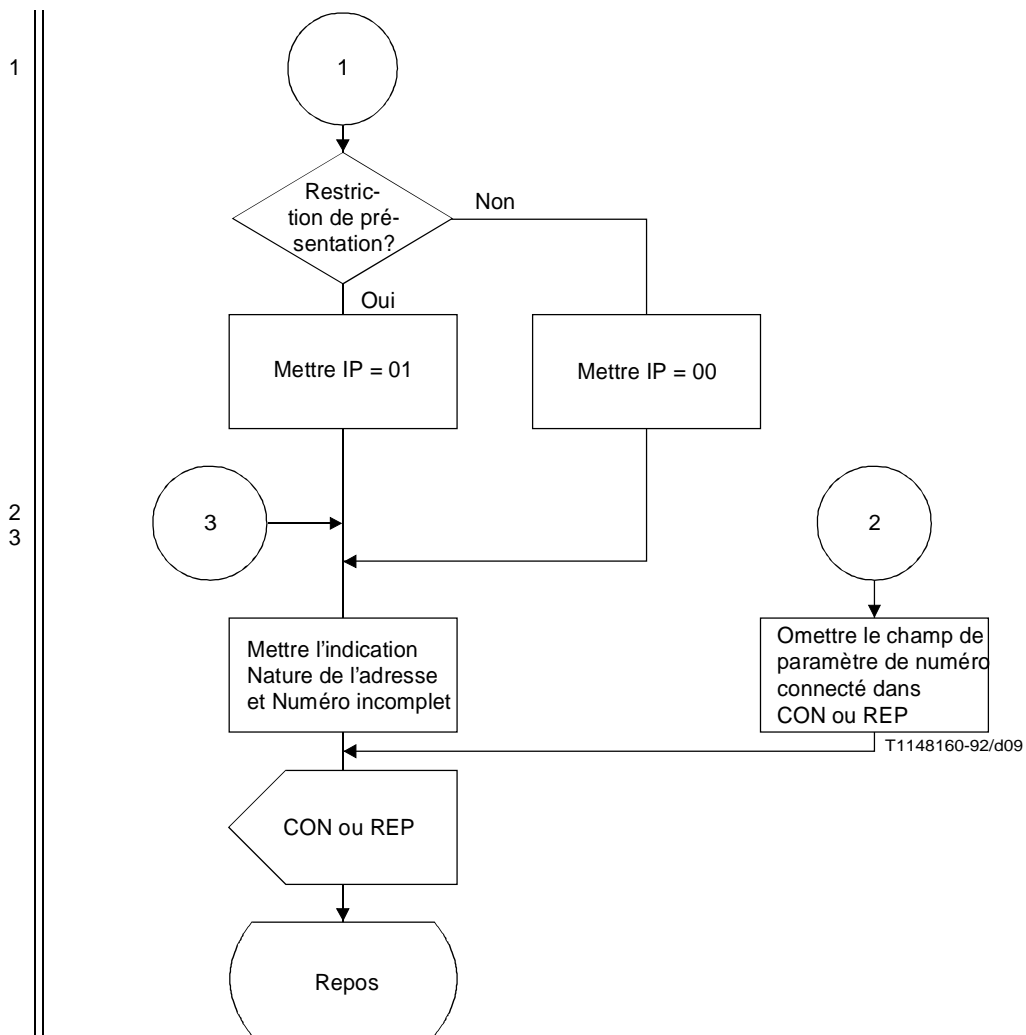 1
1
Restric-
tion de pré-
sentation?
Non
Oui
Mettre IP = 01
Mettre IP = 00
2
3
3
2
Mettre l'indication
Nature de l'adresse
et Numéro incomplet
Omettre le champ de
paramètre de numéro
connecté dans
CON ou REP
T1148160-92/d09
CON ou REP
Repos